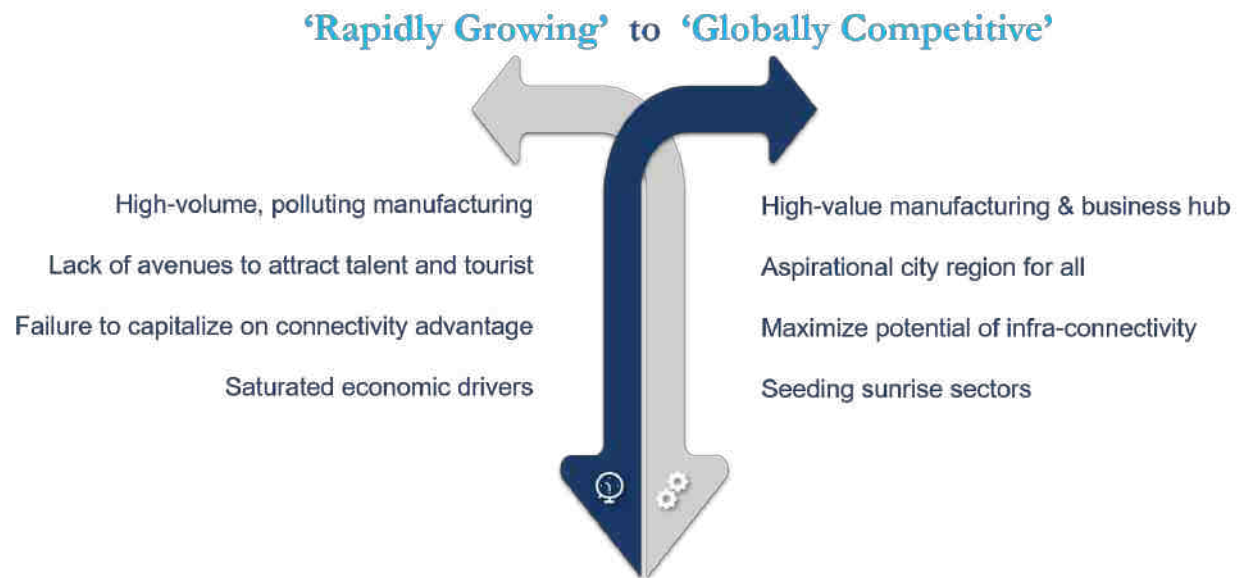 ‘Rapidly Growing’ to ‘Globally Competitive’
High-volume, polluting manufacturing
Lack of avenues to attract talent and tourist
Failure to capitalize on connectivity advantage
Saturated economic drivers
High-value manufacturing & business hub
Aspirational city region for all
Maximize potential of infra-connectivity
Seeding sunrise sectors